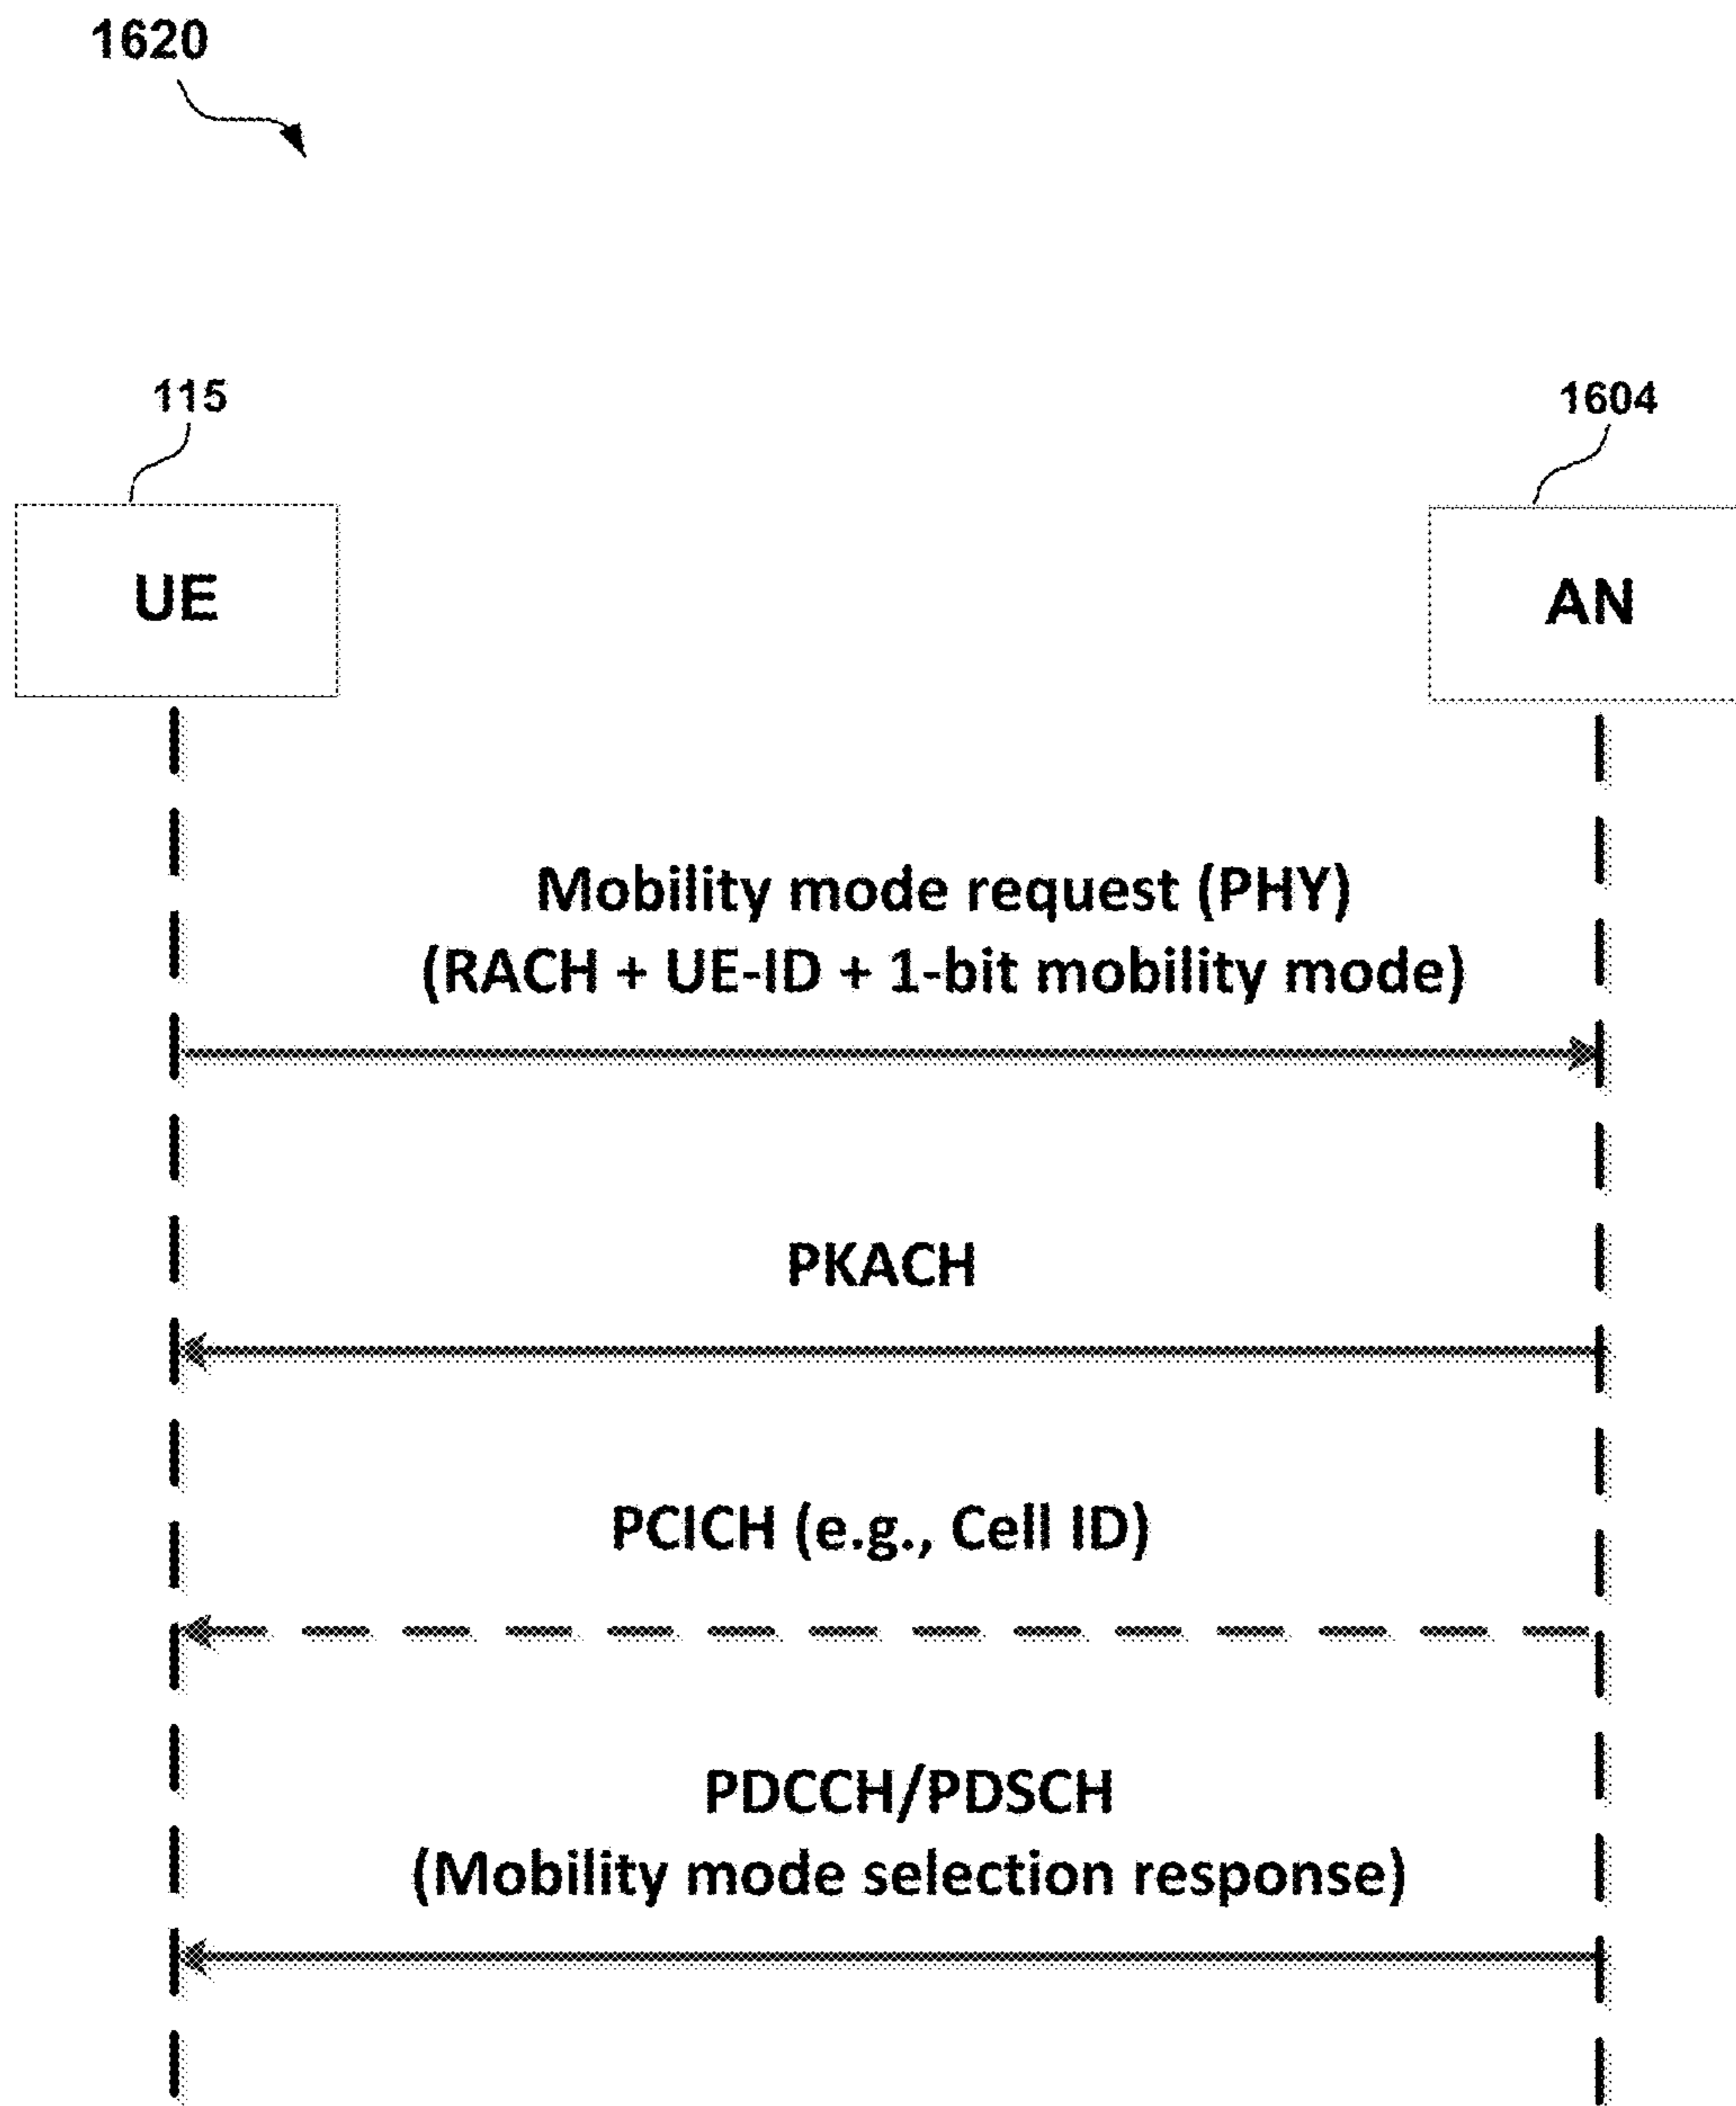 1620
115
1604
UE
AN
Mobility mode request (PHY)
(RACH + UE-ID + 1-bit mobility mode)
PKACH
PCICH (e.g., Cell ID)
PDCCH/PDSCH
(Mobility mode selection response)